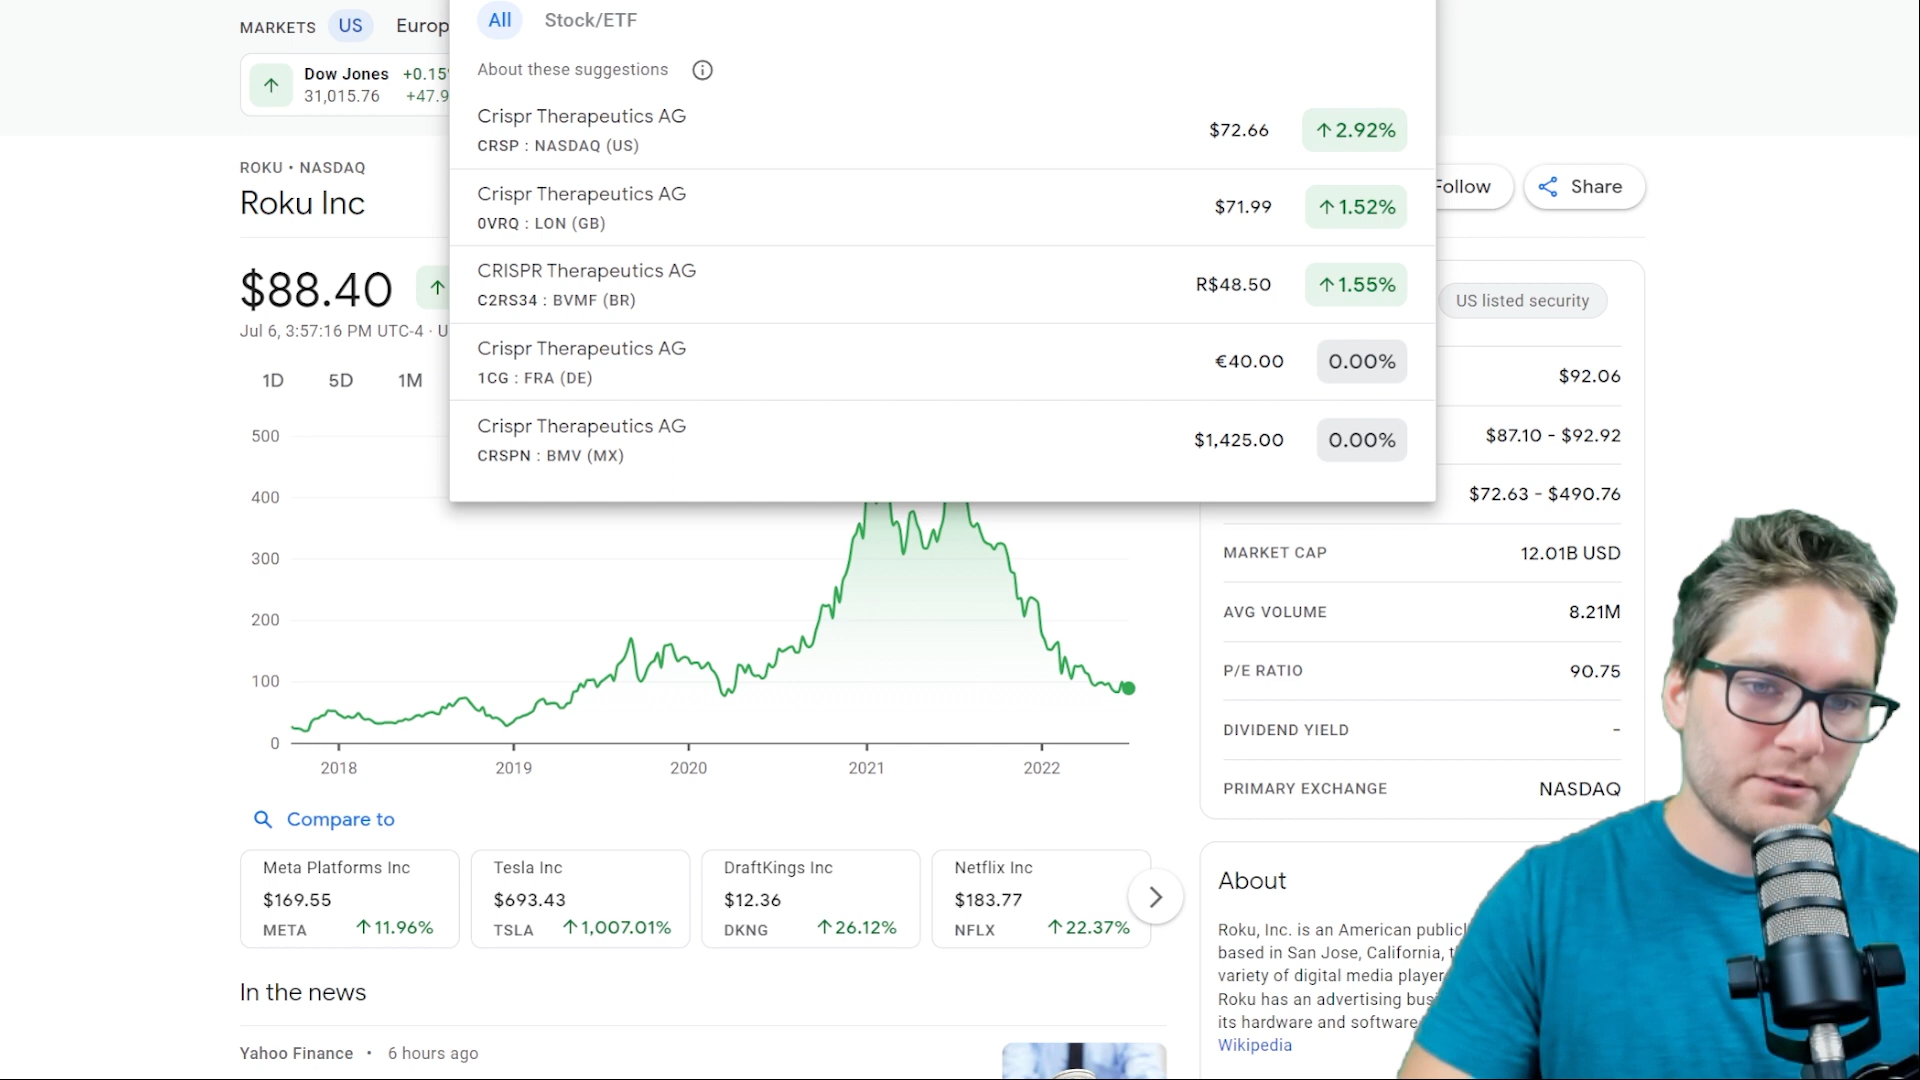 MARKETS US Europ
Dow Jones +0.15
31,015.76 +47.9
All Stock/ETF
About these suggestions
Crispr Therapeutics AG
CRSP : NASDAQ (US)
$72.66 ↑2.92%
Crispr Therapeutics AG
0VRQ : LON (GB)
$71.99 ↑1.52%
CRISPR Therapeutics AG
C2RS34 : BVMF (BR)
R$48.50 ↑1.55%
Crispr Therapeutics AG
1CG : FRA (DE)
€40.00 0.00%
Crispr Therapeutics AG
CRSPN : BMV (MX)
$1,425.00 0.00%
ROKU • NASDAQ
Roku Inc
Follow Share
$88.40 ↑
Jul 6, 3:57:16 PM UTC-4 · U
1D 5D 1M
500
400
300
200
100
0
2018 2019 2020 2021 2022
US listed security
$92.06
$87.10 - $92.92
$72.63 - $490.76
MARKET CAP 12.01B USD
AVG VOLUME 8.21M
P/E RATIO 90.75
DIVIDEND YIELD -
PRIMARY EXCHANGE NASDAQ
Compare to
Meta Platforms Inc
$169.55
META ↑11.96%
Tesla Inc
$693.43
TSLA ↑1,007.01%
DraftKings Inc
$12.36
DKNG ↑26.12%
Netflix Inc
$183.77
NFLX ↑22.37%
In the news
Yahoo Finance • 6 hours ago
About
Roku, Inc. is an American publicl
based in San Jose, California, t
variety of digital media player
Roku has an advertising busi
its hardware and software
Wikipedia